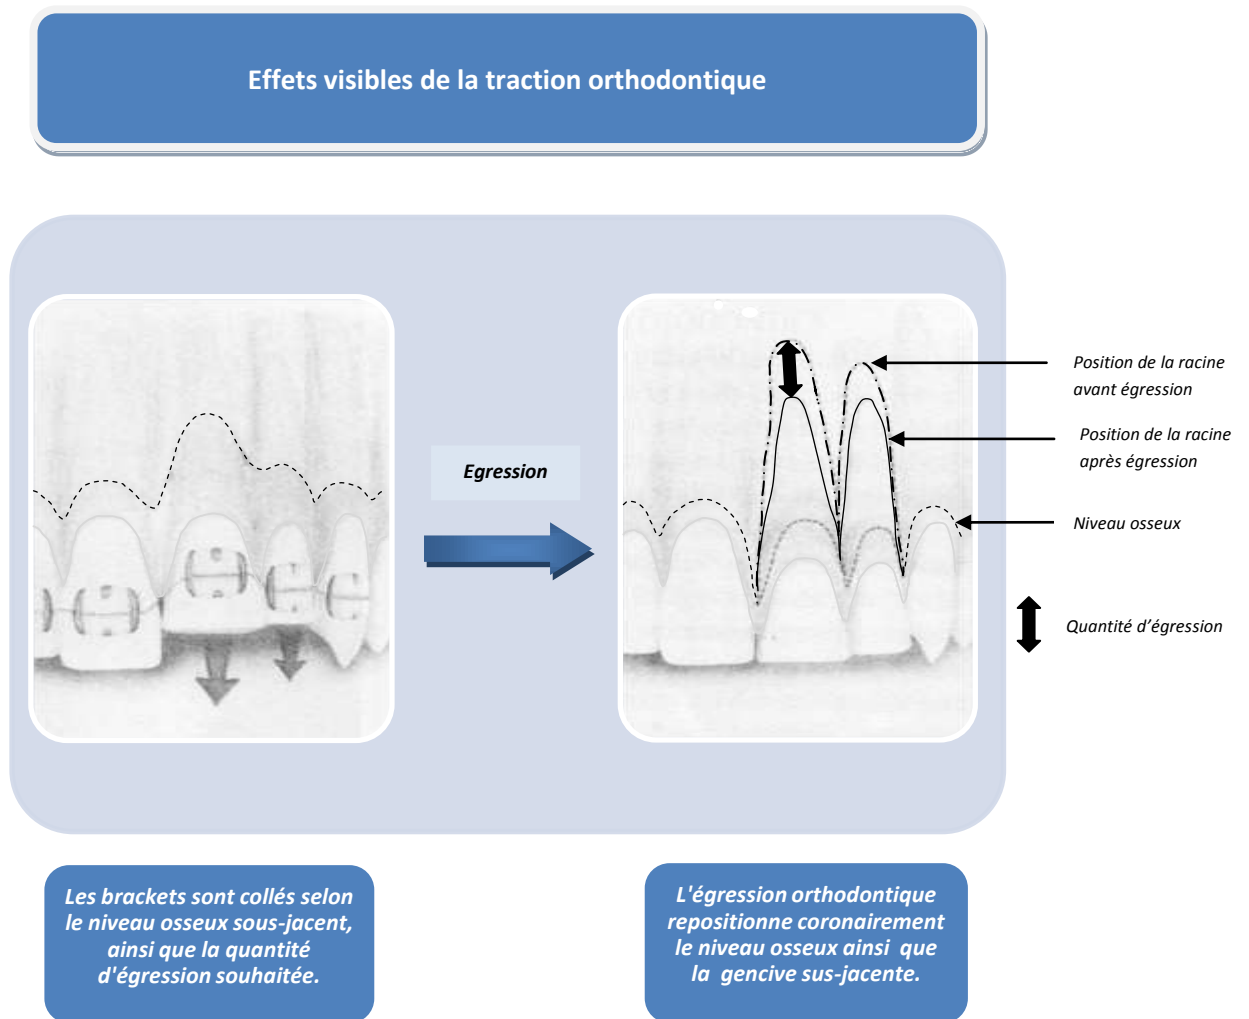 Effets visibles de la traction orthodontique
Egression
Position de la racine
avant égression
Position de la racine
après égression
Niveau osseux
Quantité d'égression
Les brackets sont collés selon
le niveau osseux sous-jacent,
ainsi que la quantité
d'égression souhaitée.
L'égression orthodontique
repositionne coronairement
le niveau osseux ainsi que
la gencive sus-jacente.